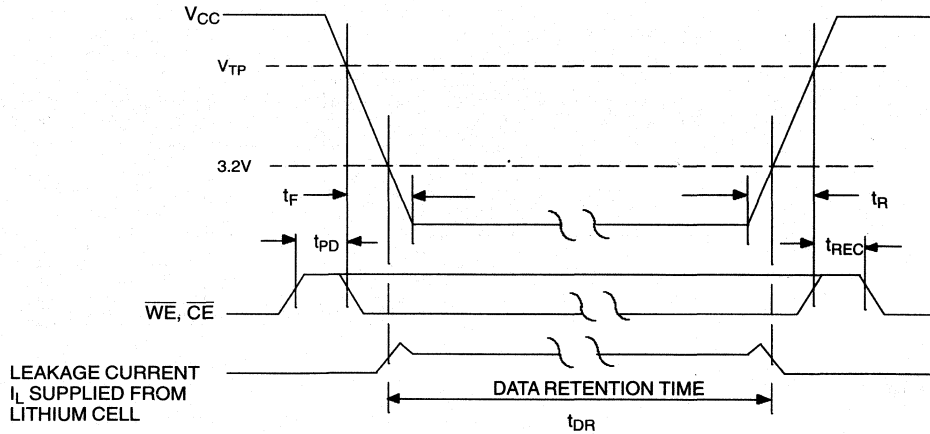 VCC
VTP
3.2V
tF
tR
tPD
tREC
WE, CE
LEAKAGE CURRENT
IL SUPPLIED FROM
LITHIUM CELL
DATA RETENTION TIME
tDR